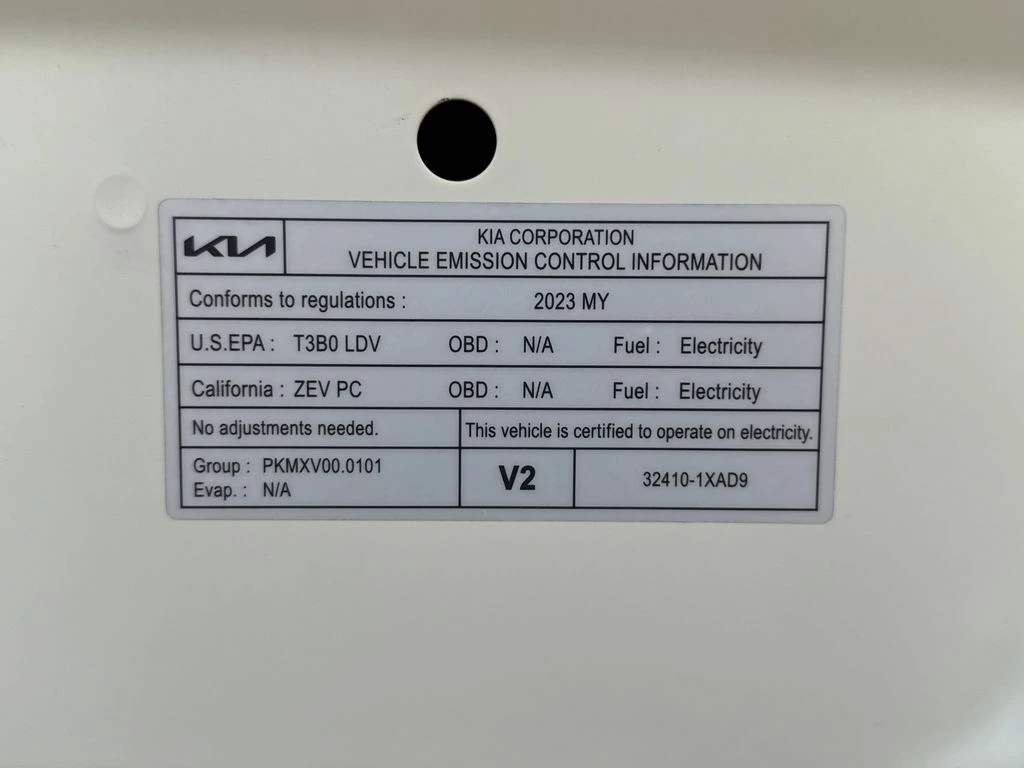 KIA
KIA CORPORATION
VEHICLE EMISSION CONTROL INFORMATION
Conforms to regulations : 2023 MY
U.S.EPA : T3B0 LDV OBD : N/A Fuel : Electricity
California : ZEV PC OBD : N/A Fuel : Electricity
No adjustments needed. This vehicle is certified to operate on electricity.
Group : PKMXV00.0101
Evap. : N/A
V2
32410-1XAD9